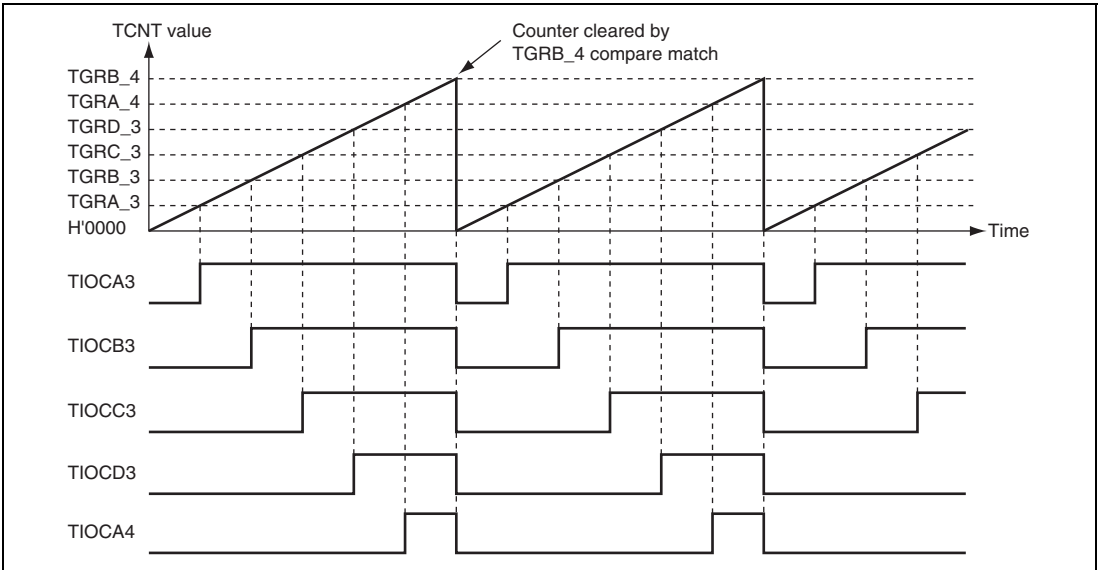 TCNT value
Counter cleared by
TGRB_4 compare match
TGRB_4
TGRA_4
TGRD_3
TGRC_3
TGRB_3
TGRA_3
H'0000
Time
TIOCA3
TIOCB3
TIOCC3
TIOCD3
TIOCA4